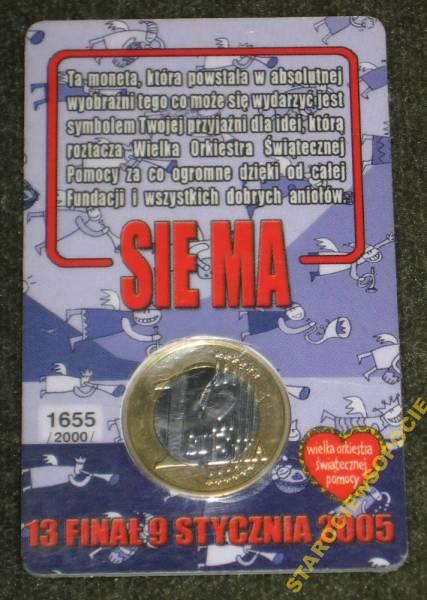 Ta moneta, która powstała w absolutnej
wyobraźni tego co może się wydarzyć jest
symbolem Twojej przyjaźni dla idei, którą
roztacza Wielka Orkiestra Świątecznej
Pomocy za co ogromne dzięki od całej
Fundacji i wszystkich dobrych aniołów.
SIE MA
1655
/2000/
wielka orkiestra
świątecznej
pomocy
13 FINAŁ 9 STYCZNIA 2005
STAROCIEWSOPOCIE